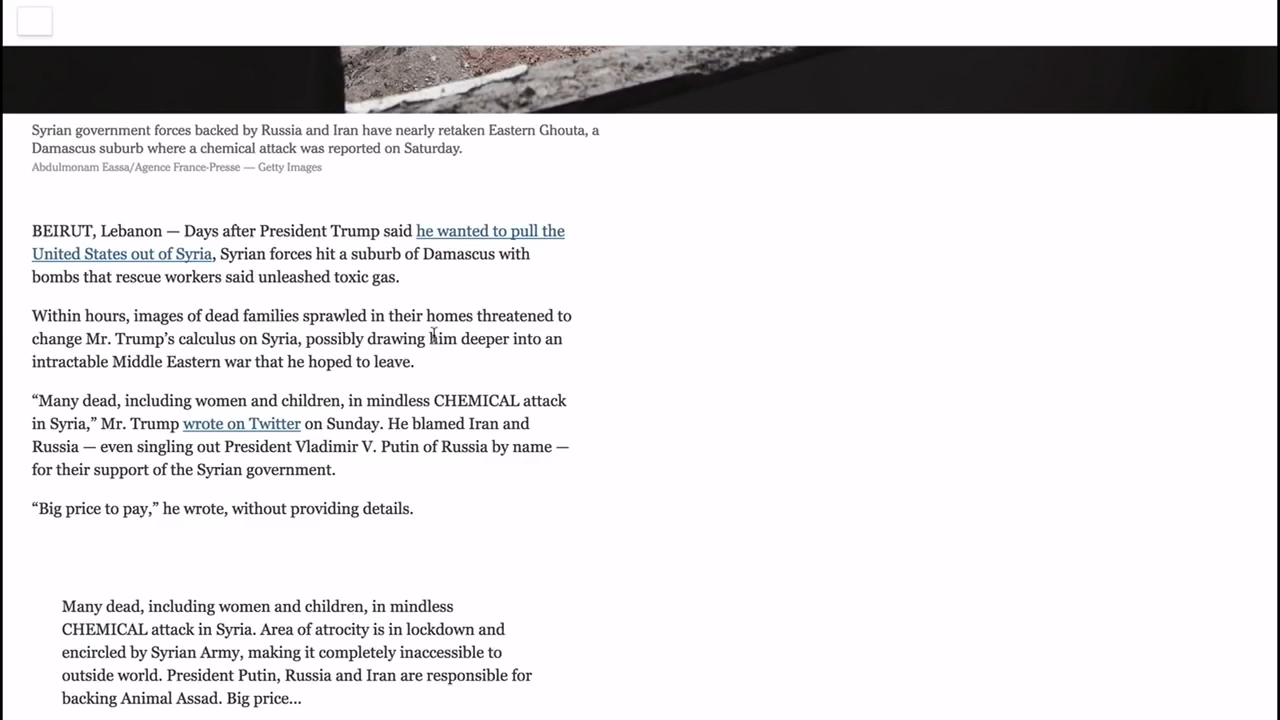 Syrian government forces backed by Russia and Iran have nearly retaken Eastern Ghouta, a
Damascus suburb where a chemical attack was reported on Saturday.
Abdulmonam Eassa/Agence France-Presse — Getty Images
BEIRUT, Lebanon — Days after President Trump said he wanted to pull the
United States out of Syria, Syrian forces hit a suburb of Damascus with
bombs that rescue workers said unleashed toxic gas.
Within hours, images of dead families sprawled in their homes threatened to
change Mr. Trump’s calculus on Syria, possibly drawing him deeper into an
intractable Middle Eastern war that he hoped to leave.
“Many dead, including women and children, in mindless CHEMICAL attack
in Syria,” Mr. Trump wrote on Twitter on Sunday. He blamed Iran and
Russia — even singling out President Vladimir V. Putin of Russia by name —
for their support of the Syrian government.
“Big price to pay,” he wrote, without providing details.
Many dead, including women and children, in mindless
CHEMICAL attack in Syria. Area of atrocity is in lockdown and
encircled by Syrian Army, making it completely inaccessible to
outside world. President Putin, Russia and Iran are responsible for
backing Animal Assad. Big price...